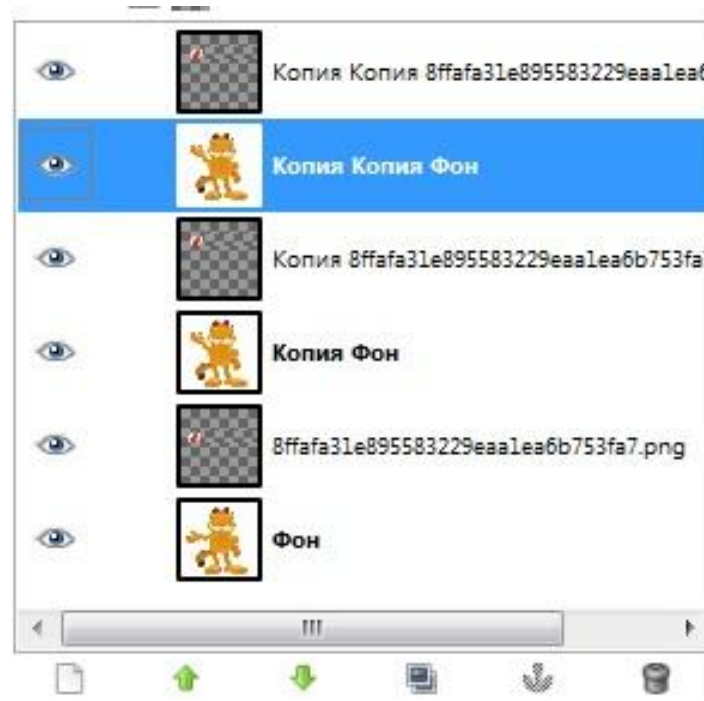 Копия Копия 8ffafa31e895583229eaa1ea6
Копия Копия Фон
Копия 8ffafa31e895583229eaa1ea6b753fa
Копия Фон
8ffafa31e895583229eaa1ea6b753fa7.png
Фон